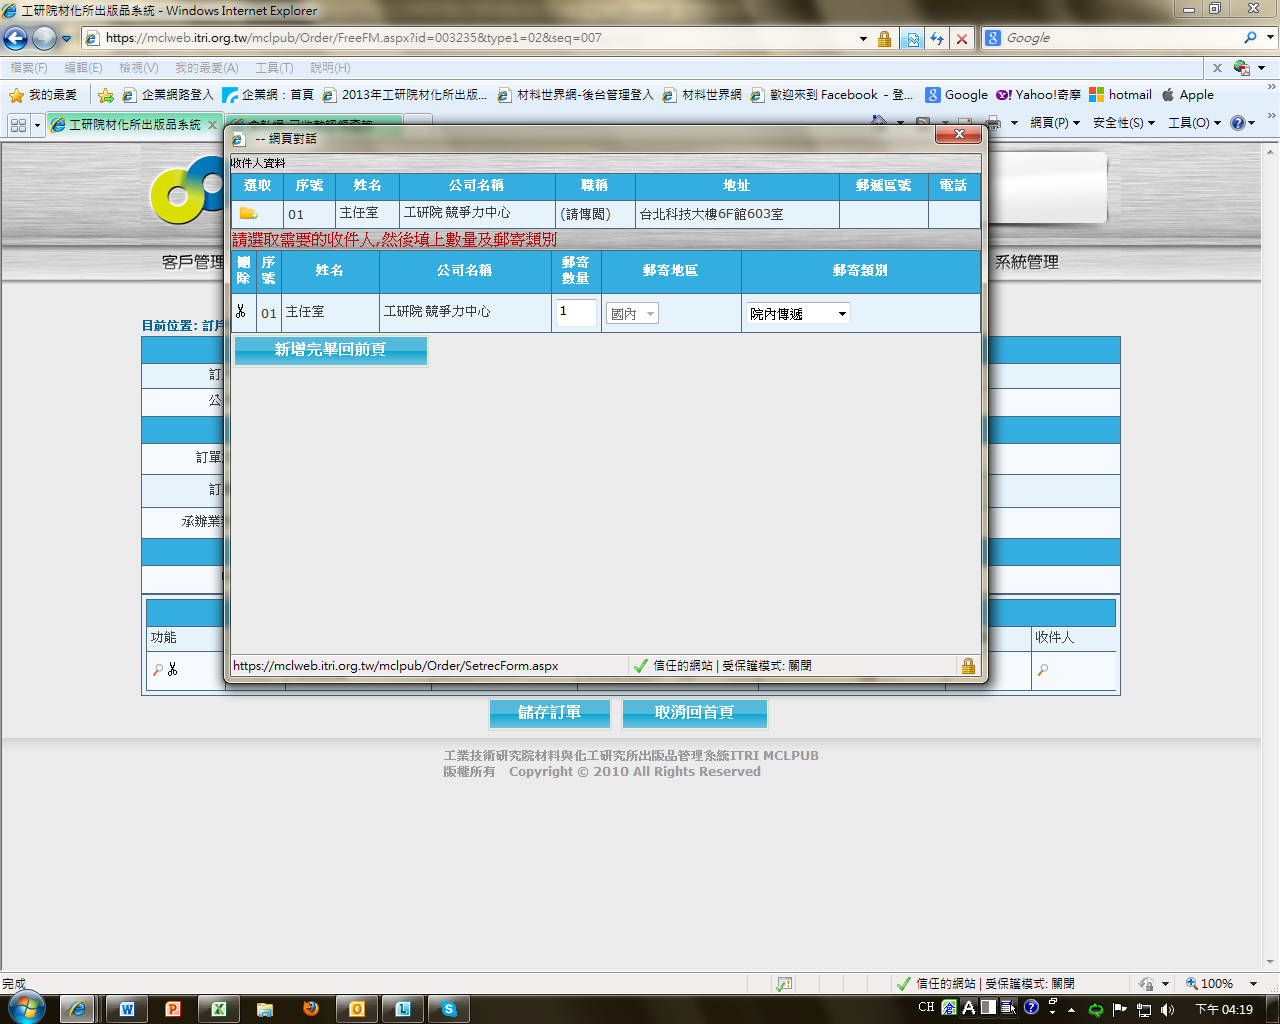 工研院材化所出版品系統 - Windows Internet Explorer
https://mclweb.itri.org.tw/mclpub/Order/FreeFM.aspx?id=003235&type1=02&seq=007
Google
檔案(F) 編輯(E) 檢視(V) 我的最愛(A) 工具(T) 說明(H)
我的最愛 企業網路登入 企業網：首頁 2013年工研院材化所出版... 材料世界網-後台管理登入 材料世界網 歡迎來到 Facebook - 登... Google Yahoo!奇摩 hotmail Apple
工研院材化所出版品系統 網頁(P) 安全性(S) 工具(O)
-- 網頁對話
收件人資料
選取 序號 姓名 公司名稱 職稱 地址 郵遞區號 電話
01 主任室 工研院 競爭力中心 (請傳閱) 台北科技大樓6F館603室
請選取需要的收件人,然後填上數量及郵寄類別
刪除 序號 姓名 公司名稱 郵寄數量 郵寄地區 郵寄類別
01 主任室 工研院 競爭力中心 1 國內 院內傳遞
新增完畢回前頁
https://mclweb.itri.org.tw/mclpub/Order/SetrecForm.aspx 信任的網站 | 受保護模式: 關閉
客戶管理 系統管理
目前位置: 訂戶
訂
公
訂單
訂
承辦業
功能 收件人
儲存訂單 取消回首頁
工業技術研究院材料與化工研究所出版品管理系統ITRI MCLPUB
版權所有 Copyright © 2010 All Rights Reserved
完成 信任的網站 | 受保護模式: 關閉 100%
CH 下午 04:19